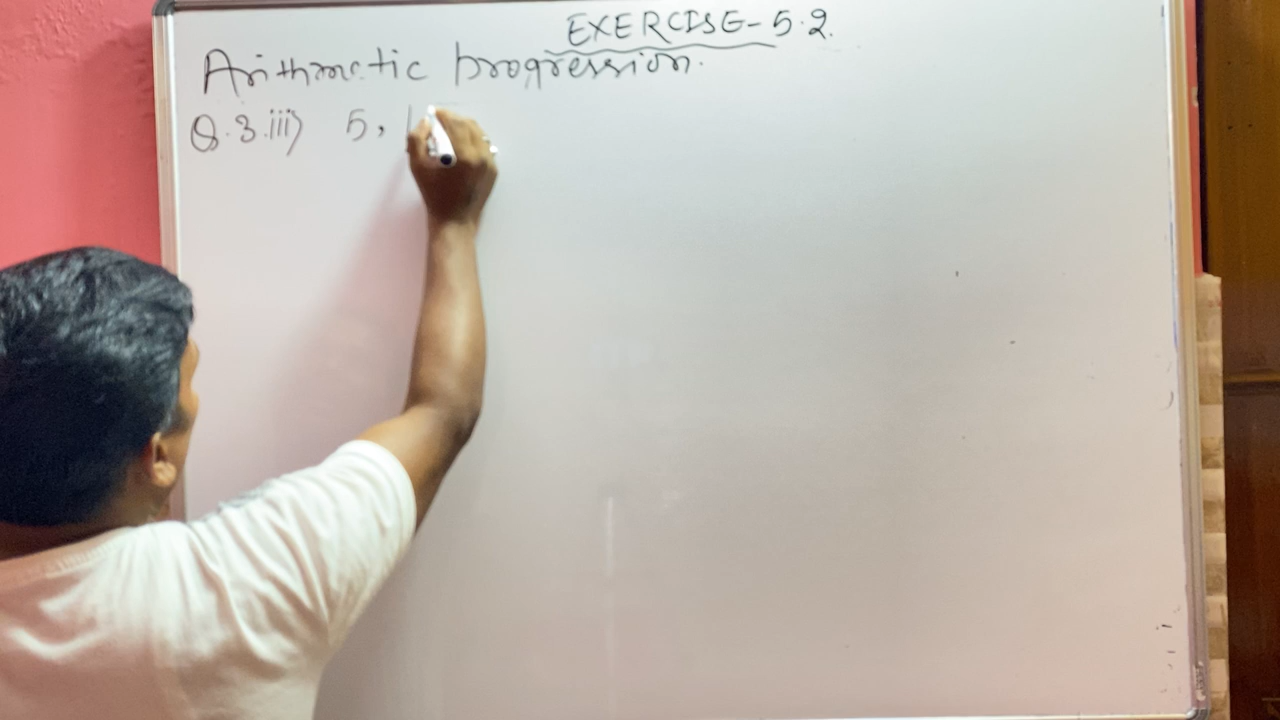 EXERCISE-5.2.
Arithmetic progression.
Q.3.iii) 5,